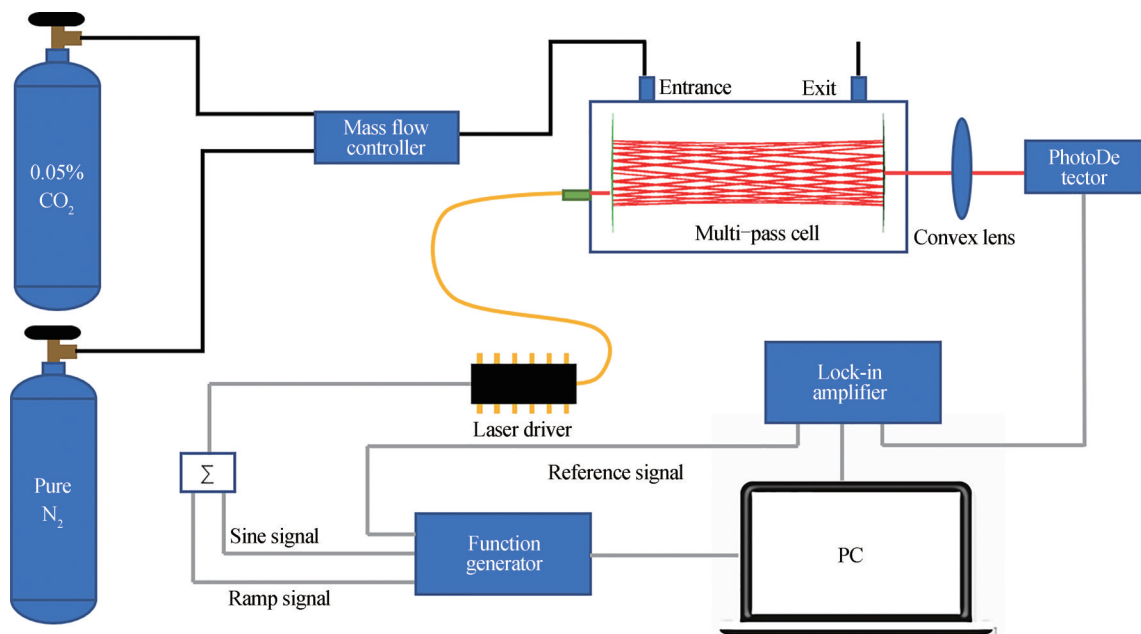 0.05%
CO₂
Mass flow
controller
Entrance
Exit
Multi-pass cell
Convex lens
PhotoDe
tector
Laser driver
Lock-in
amplifier
Reference signal
Σ
Pure
N₂
Sine signal
Ramp signal
Function
generator
PC